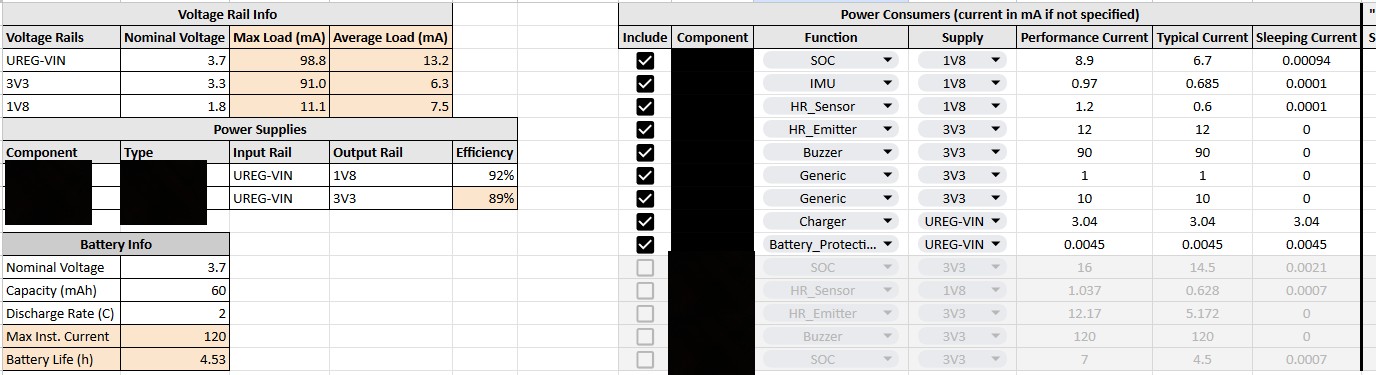 Voltage Rail Info
Voltage Rails Nominal Voltage Max Load (mA) Average Load (mA)
UREG-VIN 3.7 98.8 13.2
3V3 3.3 91.0 6.3
1V8 1.8 11.1 7.5
Power Supplies
Component Type Input Rail Output Rail Efficiency
UREG-VIN 1V8 92%
UREG-VIN 3V3 89%
Battery Info
Nominal Voltage 3.7
Capacity (mAh) 60
Discharge Rate (C) 2
Max Inst. Current 120
Battery Life (h) 4.53
Power Consumers (current in mA if not specified) "
Include Component Function Supply Performance Current Typical Current Sleeping Current S
SOC 1V8 8.9 6.7 0.00094
IMU 1V8 0.97 0.685 0.0001
HR_Sensor 1V8 1.2 0.6 0.0001
HR_Emitter 3V3 12 12 0
Buzzer 3V3 90 90 0
Generic 3V3 1 1 0
Generic 3V3 10 10 0
Charger UREG-VIN 3.04 3.04 3.04
Battery_Protecti... UREG-VIN 0.0045 0.0045 0.0045
SOC 3V3 16 14.5 0.0021
HR_Sensor 1V8 1.037 0.628 0.0007
HR_Emitter 3V3 12.17 5.172 0
Buzzer 3V3 120 120 0
SOC 3V3 7 4.5 0.0007